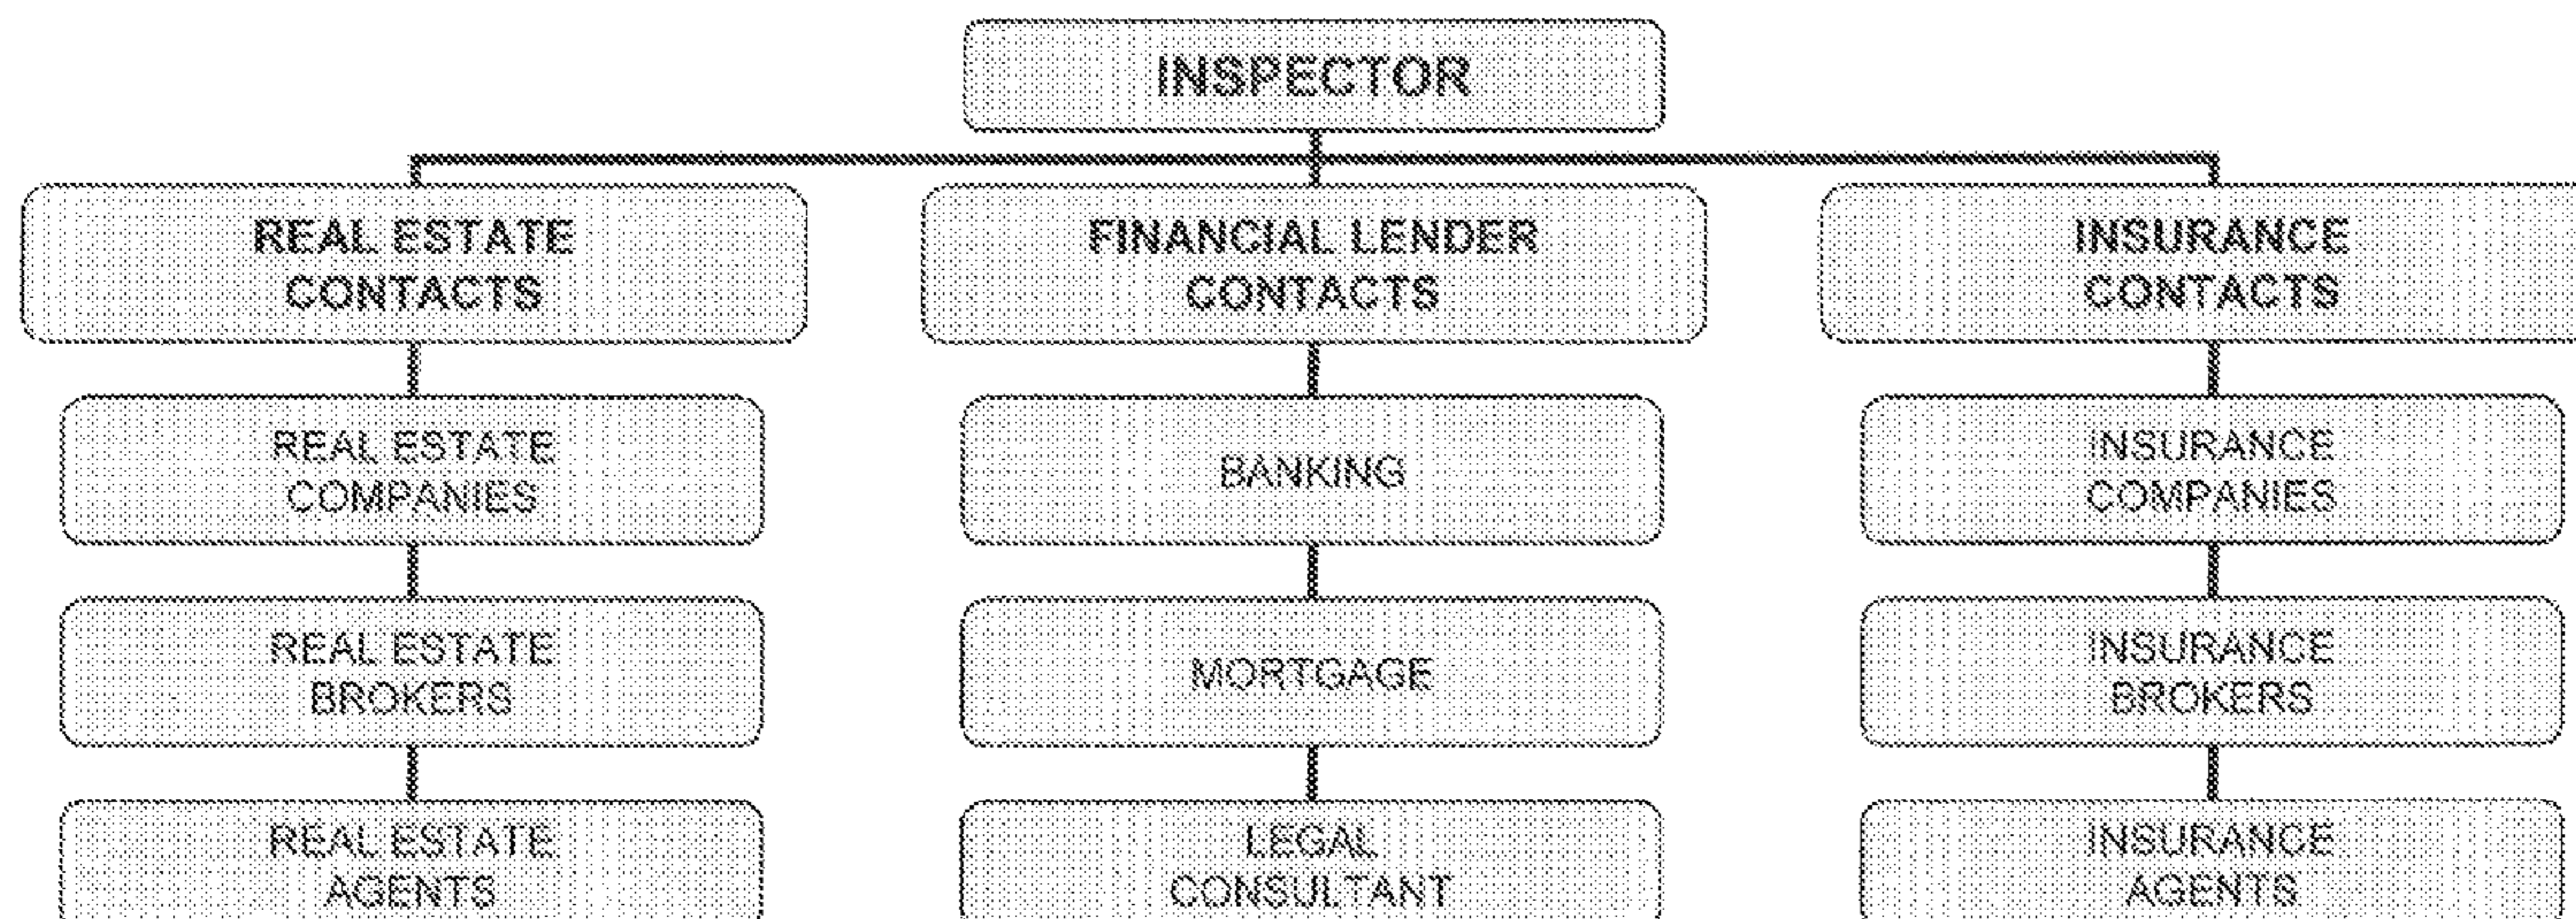 INSPECTOR
REAL ESTATE
CONTACTS
FINANCIAL LENDER
CONTACTS
INSURANCE
CONTACTS
REAL ESTATE
COMPANIES
BANKING
INSURANCE
COMPANIES
REAL ESTATE
BROKERS
MORTGAGE
INSURANCE
BROKERS
REAL ESTATE
AGENTS
LEGAL
CONSULTANT
INSURANCE
AGENTS